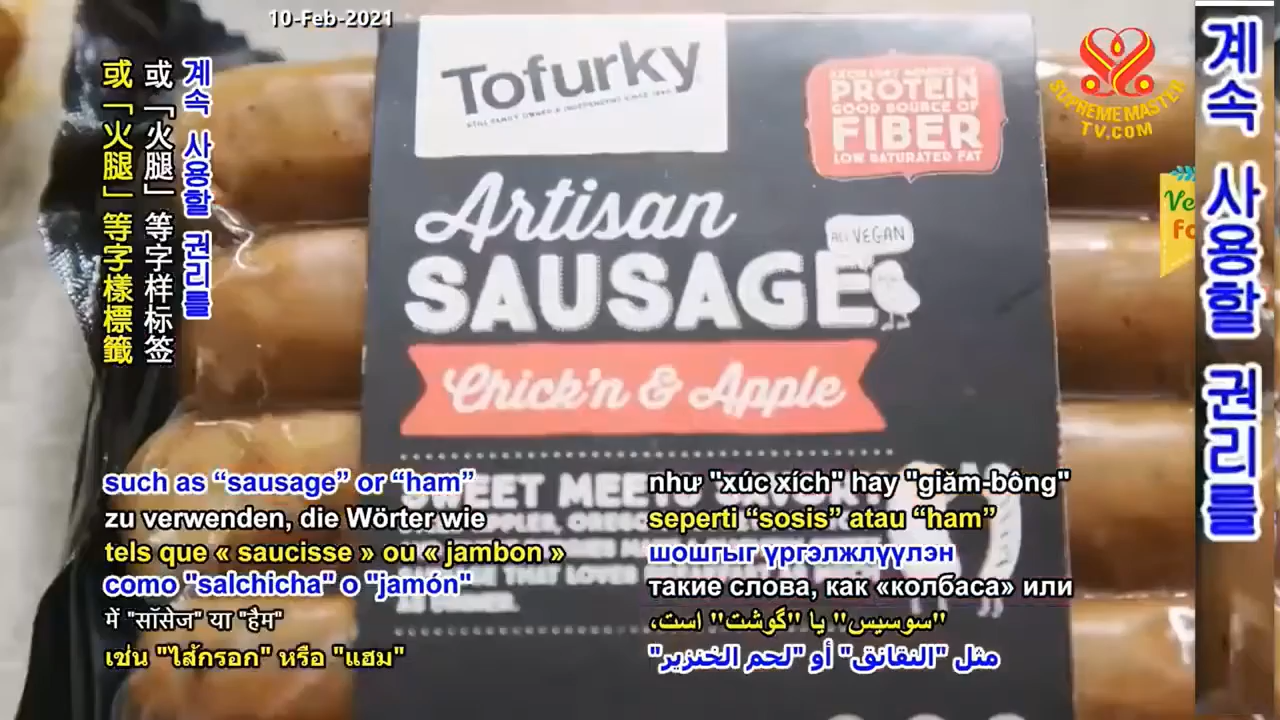 10-Feb-2021
계속 사용할 권리를
或「火腿」等字样标签
或「火腿」等字樣標籤
Tofurky
EXCELLENT SOURCE OF
PROTEIN
GOOD SOURCE OF
FIBER
LOW SATURATED FAT
SUPREME MASTER
TV.COM
계속 사용할 권리를
Artisan
SAUSAGE
ALL VEGAN
Chick'n & Apple
SWEET MEETS
such as “sausage” or “ham”
zu verwenden, die Wörter wie
tels que « saucisse » ou « jambon »
como "salchicha" o "jamón"
में "सॉसेज" या "हैम"
เช่น "ไส้กรอก" หรือ "แฮม"
như "xúc xích" hay "giăm-bông"
seperti “sosis” atau “ham”
шошгыг үргэлжлүүлэн
такие слова, как «колбаса» или
"سوسیس" یا "گوشت" است،
مثل "النقانق" أو "لحم الخنزير"